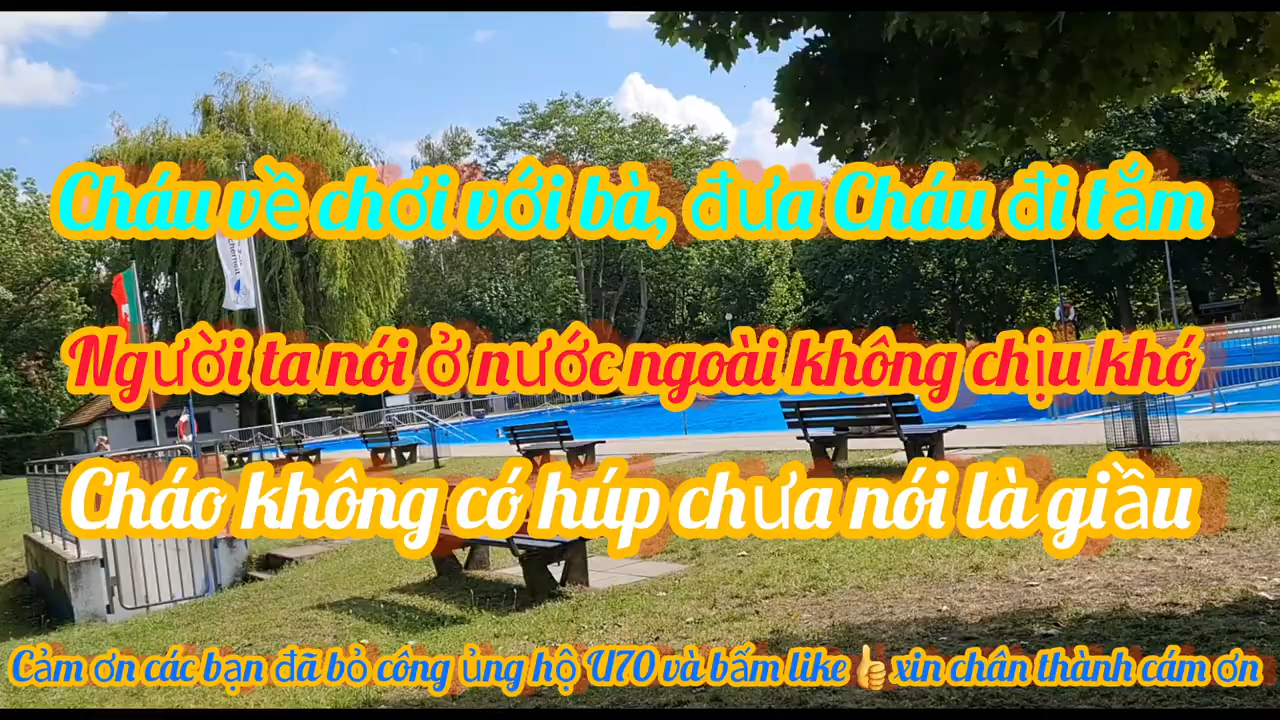 Cháu về chơi với bà, đưa Cháu đi tắm
Người ta nói ở nước ngoài không chịu khó
Cháo không có húp chưa nói là giầu
Cảm ơn các bạn đã bỏ công ủng hộ U70 và bấm like👍xin chân thành cám ơn